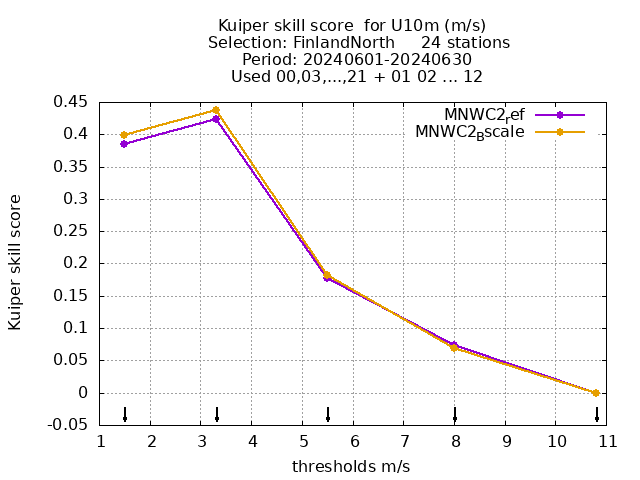 Kuiper skill score  for U10m (m/s)
Selection: FinlandNorth     24 stations
Period: 20240601-20240630
Used 00,03,...,21 + 01 02 ... 12
MNWC2ref
MNWC2Bscale
Kuiper skill score
0.45
0.4
0.35
0.3
0.25
0.2
0.15
0.1
0.05
0
-0.05
1 2 3 4 5 6 7 8 9 10 11
thresholds m/s